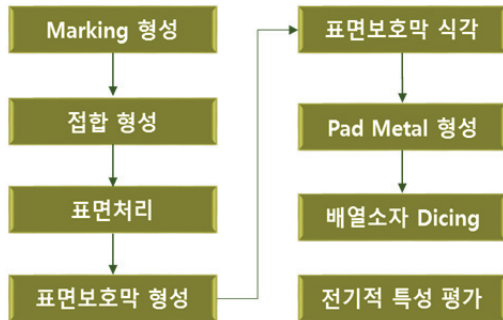 Marking 형성
접합 형성
표면처리
표면보호막 형성
표면보호막 식각
Pad Metal 형성
배열소자 Dicing
전기적 특성 평가